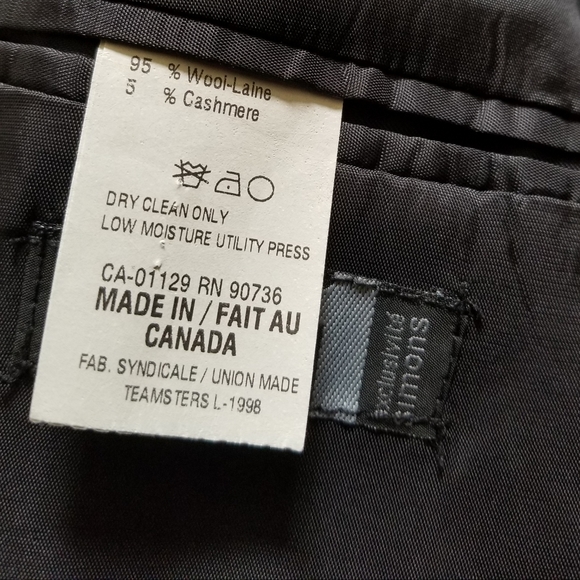 95 % Wool-Laine
5 % Cashmere
DRY CLEAN ONLY
LOW MOISTURE UTILITY PRESS
CA-01129 RN 90736
MADE IN / FAIT AU
CANADA
FAB. SYNDICALE / UNION MADE
TEAMSTERS L-1998
exclusivité
Simons